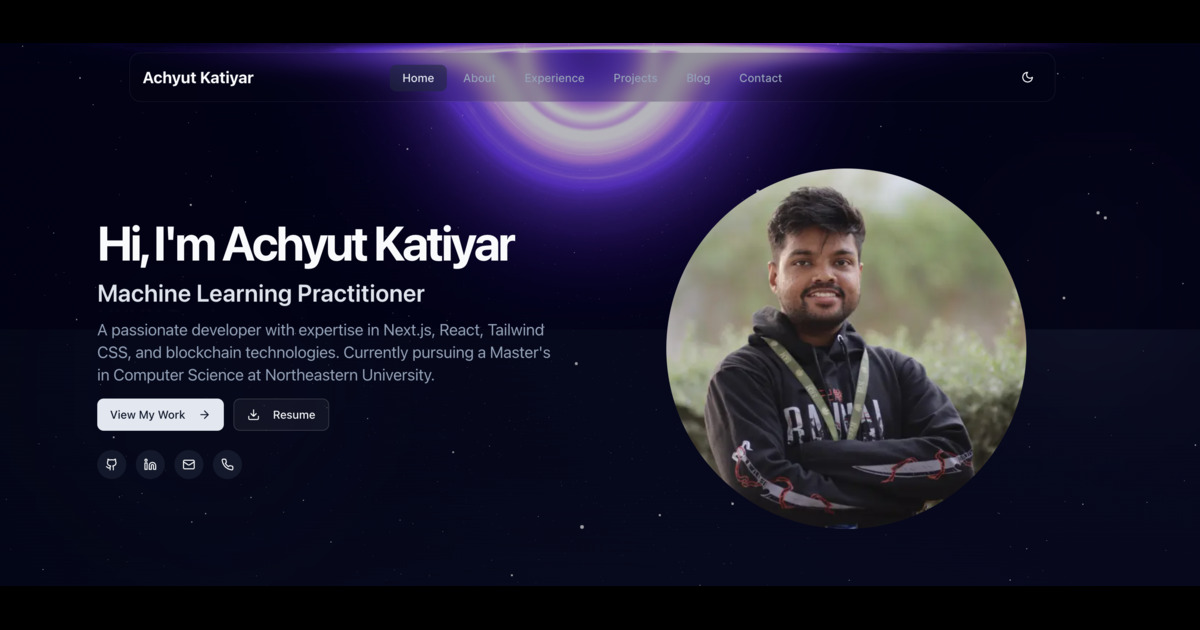 Achyut Katiyar
Home
About
Experience
Projects
Blog
Contact
Hi, I'm Achyut Katiyar
Machine Learning Practitioner
A passionate developer with expertise in Next.js, React, Tailwind
CSS, and blockchain technologies. Currently pursuing a Master's
in Computer Science at Northeastern University.
View My Work
Resume